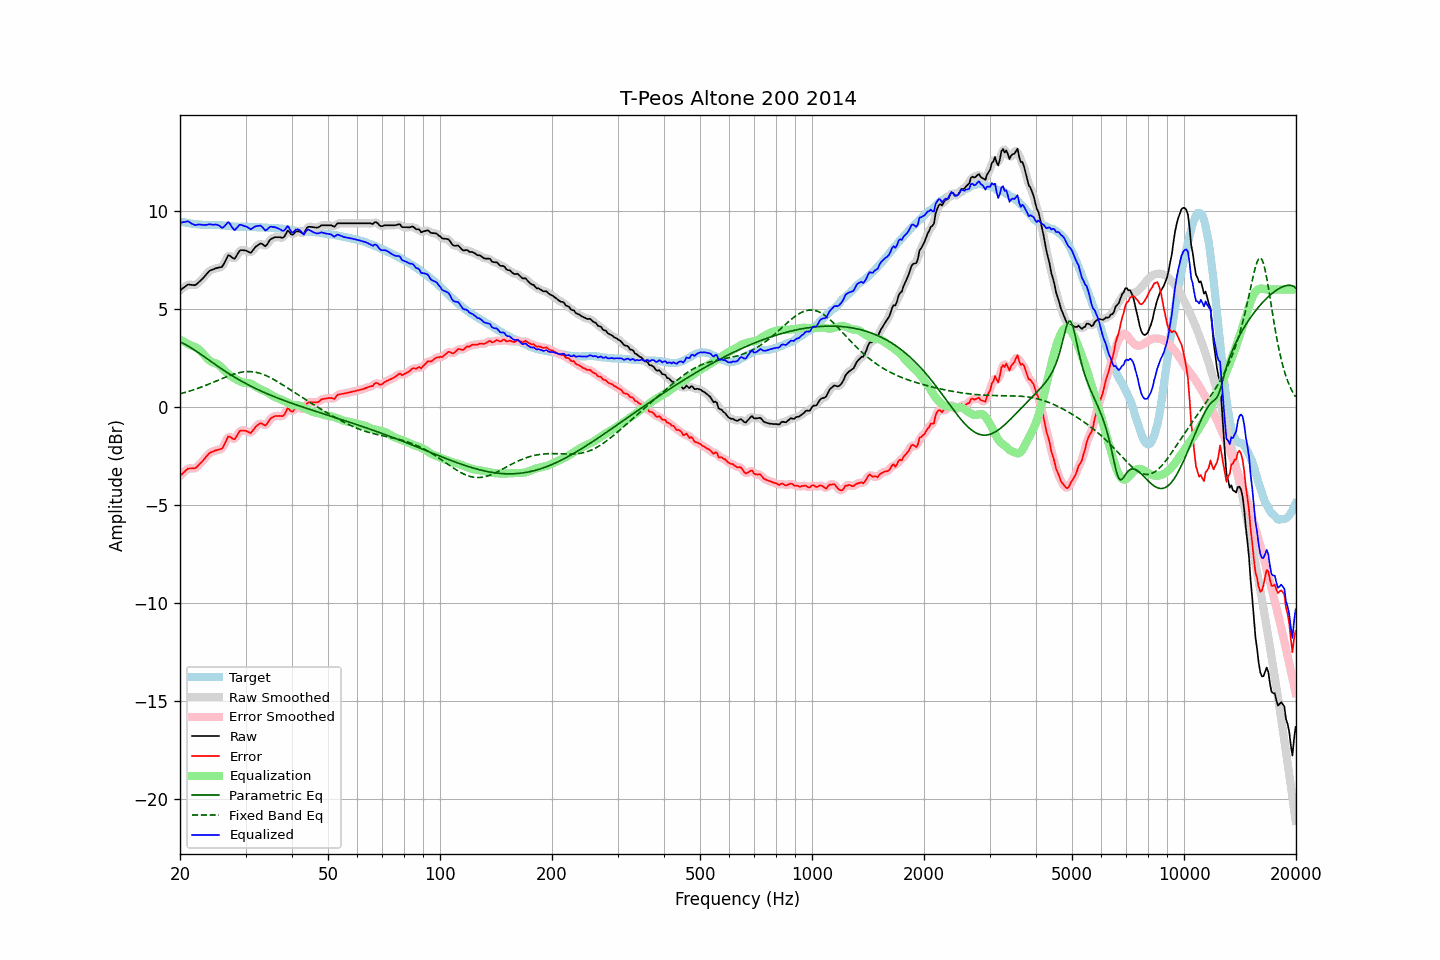 T-Peos Altone 200 2014
Amplitude (dBr)
10
5
0
−5
−10
−15
−20
Target
Raw Smoothed
Error Smoothed
Raw
Error
Equalization
Parametric Eq
Fixed Band Eq
Equalized
20 50 100 200 500 1000 2000 5000 10000 20000
Frequency (Hz)